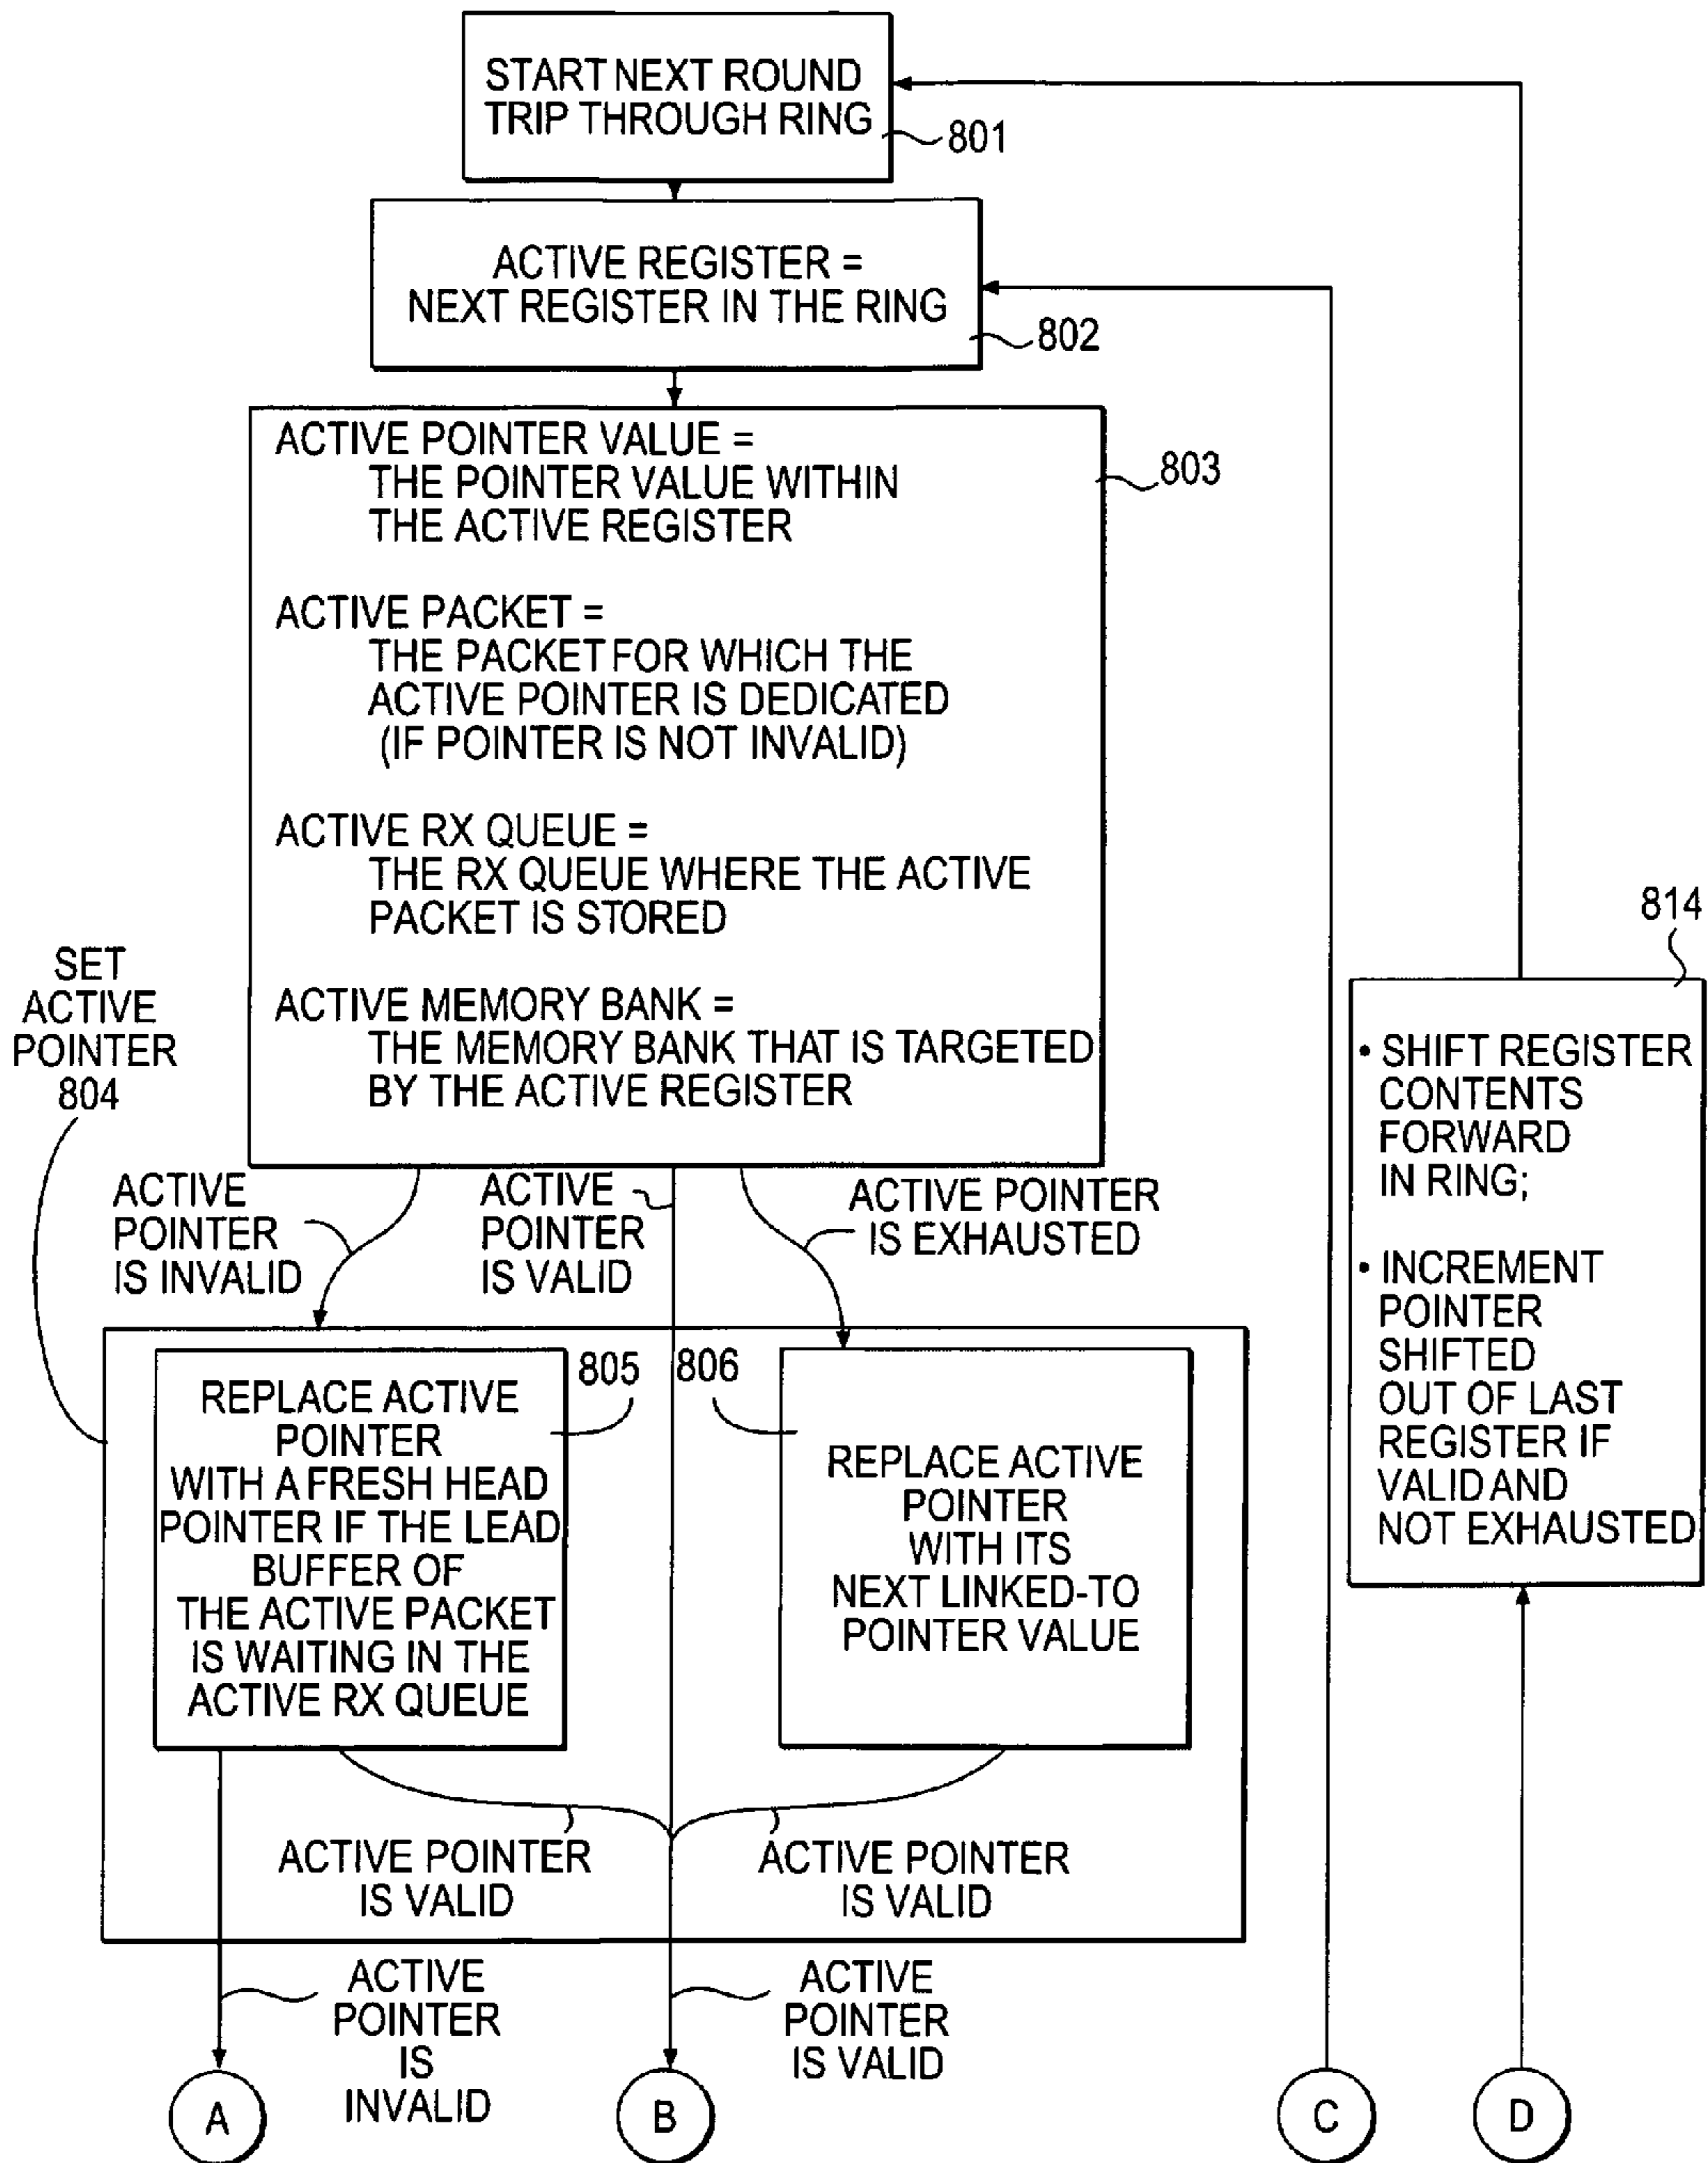 START NEXT ROUND
TRIP THROUGH RING
801
ACTIVE REGISTER =
NEXT REGISTER IN THE RING
802
ACTIVE POINTER VALUE =
THE POINTER VALUE WITHIN
THE ACTIVE REGISTER
803
ACTIVE PACKET =
THE PACKET FOR WHICH THE
ACTIVE POINTER IS DEDICATED
(IF POINTER IS NOT INVALID)
ACTIVE RX QUEUE =
THE RX QUEUE WHERE THE ACTIVE
PACKET IS STORED
ACTIVE MEMORY BANK =
THE MEMORY BANK THAT IS TARGETED
BY THE ACTIVE REGISTER
SET
ACTIVE
POINTER
804
814
• SHIFT REGISTER
CONTENTS
FORWARD
IN RING;
• INCREMENT
POINTER
SHIFTED
OUT OF LAST
REGISTER IF
VALID AND
NOT EXHAUSTED
ACTIVE
POINTER
IS INVALID
ACTIVE
POINTER
IS VALID
ACTIVE POINTER
IS EXHAUSTED
805
REPLACE ACTIVE
POINTER
WITH A FRESH HEAD
POINTER IF THE LEAD
BUFFER OF
THE ACTIVE PACKET
IS WAITING IN THE
ACTIVE RX QUEUE
806
REPLACE ACTIVE
POINTER
WITH ITS
NEXT LINKED-TO
POINTER VALUE
ACTIVE POINTER
IS VALID
ACTIVE POINTER
IS VALID
ACTIVE
POINTER
IS
INVALID
ACTIVE
POINTER
IS VALID
A
B
C
D